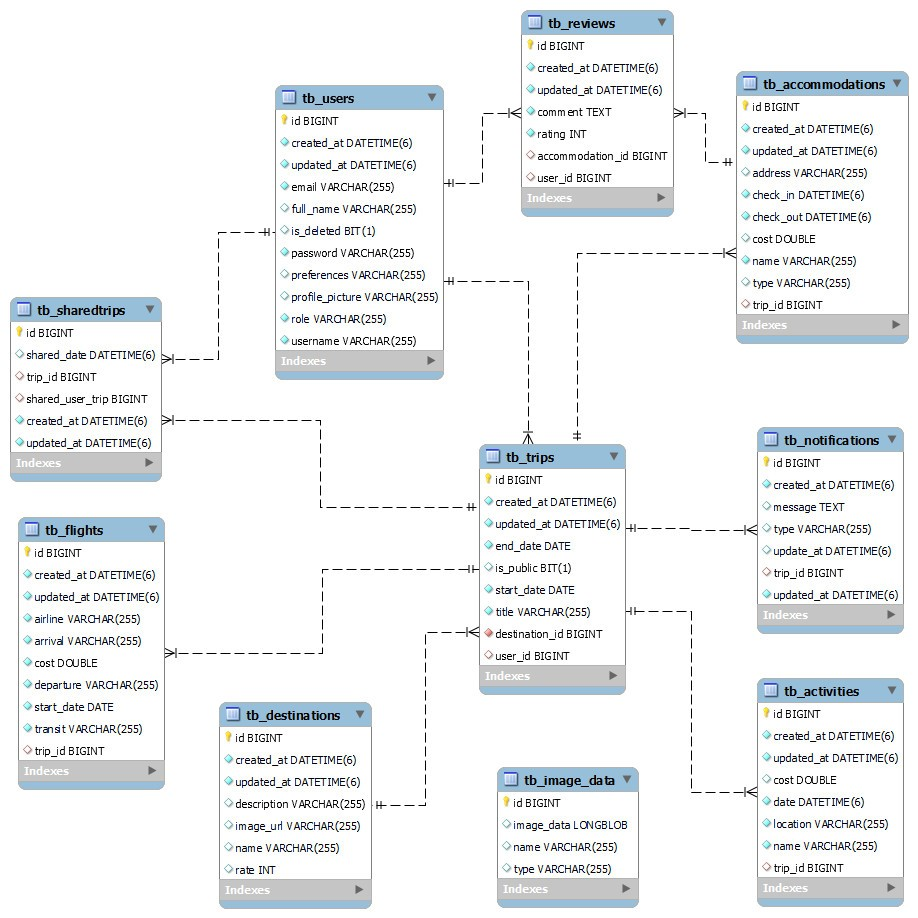 tb_reviews
id BIGINT
created_at DATETIME(6)
updated_at DATETIME(6)
comment TEXT
rating INT
accommodation_id BIGINT
user_id BIGINT
Indexes
tb_accommodations
id BIGINT
created_at DATETIME(6)
updated_at DATETIME(6)
address VARCHAR(255)
check_in DATETIME(6)
check_out DATETIME(6)
cost DOUBLE
name VARCHAR(255)
type VARCHAR(255)
trip_id BIGINT
Indexes
tb_users
id BIGINT
created_at DATETIME(6)
updated_at DATETIME(6)
email VARCHAR(255)
full_name VARCHAR(255)
is_deleted BIT(1)
password VARCHAR(255)
preferences VARCHAR(255)
profile_picture VARCHAR(255)
role VARCHAR(255)
username VARCHAR(255)
Indexes
tb_sharedtrips
id BIGINT
shared_date DATETIME(6)
trip_id BIGINT
shared_user_trip BIGINT
created_at DATETIME(6)
updated_at DATETIME(6)
Indexes
tb_trips
id BIGINT
created_at DATETIME(6)
updated_at DATETIME(6)
end_date DATE
is_public BIT(1)
start_date DATE
title VARCHAR(255)
destination_id BIGINT
user_id BIGINT
Indexes
tb_notifications
id BIGINT
created_at DATETIME(6)
message TEXT
type VARCHAR(255)
update_at DATETIME(6)
trip_id BIGINT
updated_at DATETIME(6)
Indexes
tb_flights
id BIGINT
created_at DATETIME(6)
updated_at DATETIME(6)
airline VARCHAR(255)
arrival VARCHAR(255)
cost DOUBLE
departure VARCHAR(255)
start_date DATE
transit VARCHAR(255)
trip_id BIGINT
Indexes
tb_destinations
id BIGINT
created_at DATETIME(6)
updated_at DATETIME(6)
description VARCHAR(255)
image_url VARCHAR(255)
name VARCHAR(255)
rate INT
Indexes
tb_image_data
id BIGINT
image_data LONGBLOB
name VARCHAR(255)
type VARCHAR(255)
Indexes
tb_activities
id BIGINT
created_at DATETIME(6)
updated_at DATETIME(6)
cost DOUBLE
date DATETIME(6)
location VARCHAR(255)
name VARCHAR(255)
trip_id BIGINT
Indexes